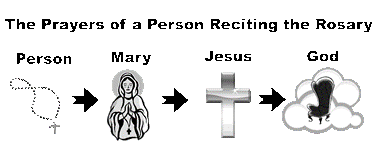 The Prayers of a Person Reciting the Rosary
Person Mary Jesus God